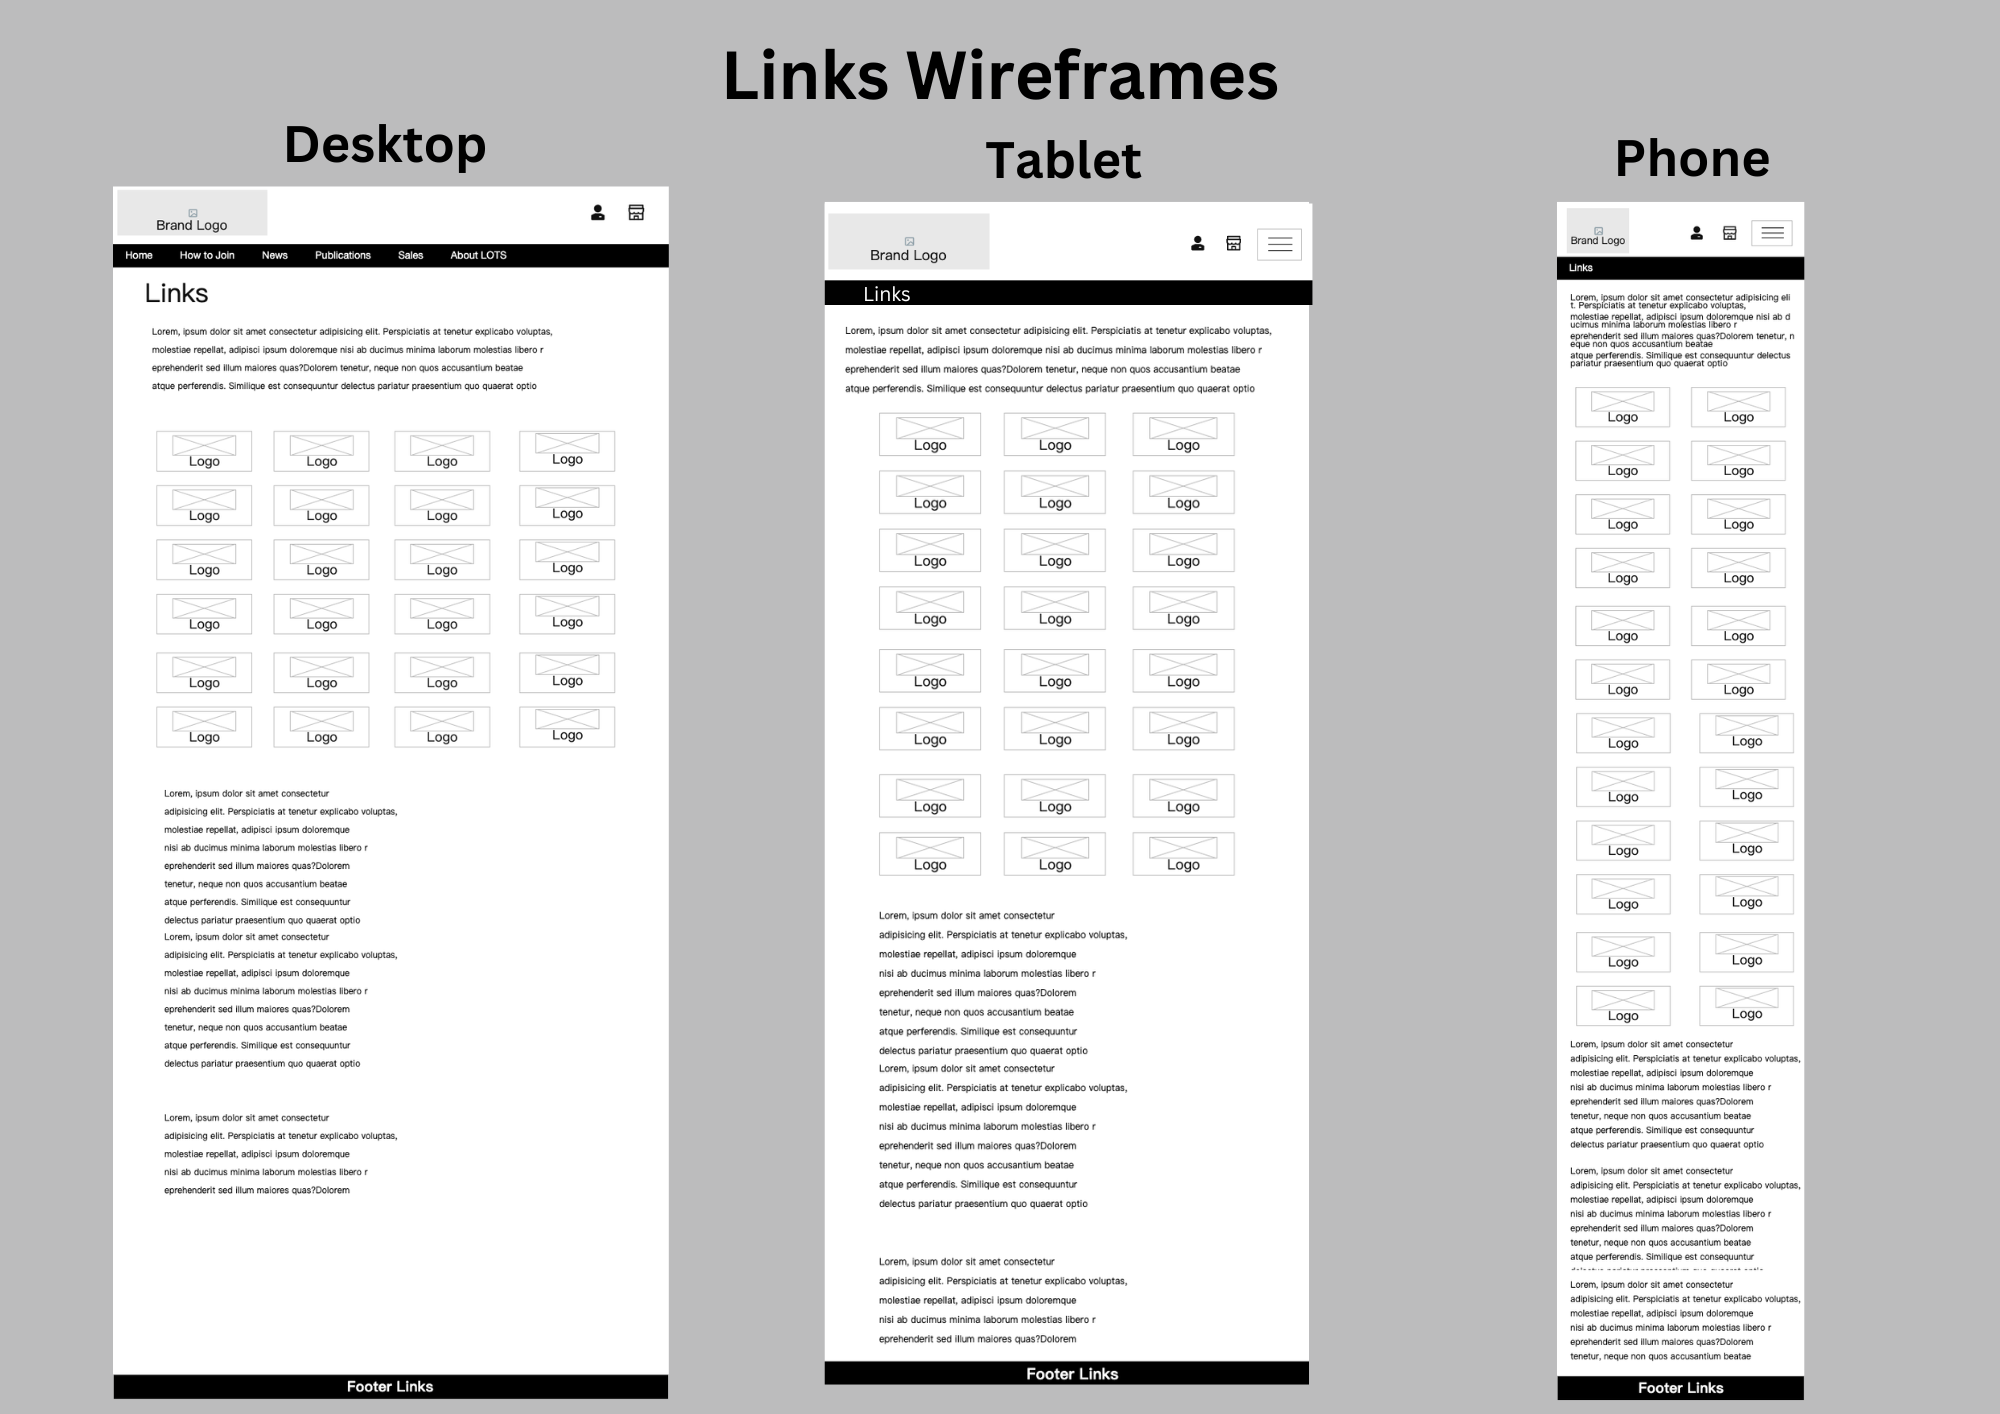 Links Wireframes
Desktop
Brand Logo
Home How to Join News Publications Sales About LOTS
Links
Lorem, ipsum dolor sit amet consectetur adipisicing elit. Perspiciatis at tenetur explicabo voluptas,
molestiae repellat, adipisci ipsum doloremque nisi ab ducimus minima laborum molestias libero r
eprehenderit sed illum maiores quas?Dolorem tenetur, neque non quos accusantium beatae
atque perferendis. Similique est consequuntur delectus pariatur praesentium quo quaerat optio
Logo Logo Logo Logo
Logo Logo Logo Logo
Logo Logo Logo Logo
Logo Logo Logo Logo
Logo Logo Logo Logo
Logo Logo Logo Logo
Lorem, ipsum dolor sit amet consectetur
adipisicing elit. Perspiciatis at tenetur explicabo voluptas,
molestiae repellat, adipisci ipsum doloremque
nisi ab ducimus minima laborum molestias libero r
eprehenderit sed illum maiores quas?Dolorem
tenetur, neque non quos accusantium beatae
atque perferendis. Similique est consequuntur
delectus pariatur praesentium quo quaerat optio
Lorem, ipsum dolor sit amet consectetur
adipisicing elit. Perspiciatis at tenetur explicabo voluptas,
molestiae repellat, adipisci ipsum doloremque
nisi ab ducimus minima laborum molestias libero r
eprehenderit sed illum maiores quas?Dolorem
tenetur, neque non quos accusantium beatae
atque perferendis. Similique est consequuntur
delectus pariatur praesentium quo quaerat optio
Lorem, ipsum dolor sit amet consectetur
adipisicing elit. Perspiciatis at tenetur explicabo voluptas,
molestiae repellat, adipisci ipsum doloremque
nisi ab ducimus minima laborum molestias libero r
eprehenderit sed illum maiores quas?Dolorem
Footer Links
Tablet
Brand Logo
Links
Lorem, ipsum dolor sit amet consectetur adipisicing elit. Perspiciatis at tenetur explicabo voluptas,
molestiae repellat, adipisci ipsum doloremque nisi ab ducimus minima laborum molestias libero r
eprehenderit sed illum maiores quas?Dolorem tenetur, neque non quos accusantium beatae
atque perferendis. Similique est consequuntur delectus pariatur praesentium quo quaerat optio
Logo Logo Logo
Logo Logo Logo
Logo Logo Logo
Logo Logo Logo
Logo Logo Logo
Logo Logo Logo
Logo Logo Logo
Logo Logo Logo
Lorem, ipsum dolor sit amet consectetur
adipisicing elit. Perspiciatis at tenetur explicabo voluptas,
molestiae repellat, adipisci ipsum doloremque
nisi ab ducimus minima laborum molestias libero r
eprehenderit sed illum maiores quas?Dolorem
tenetur, neque non quos accusantium beatae
atque perferendis. Similique est consequuntur
delectus pariatur praesentium quo quaerat optio
Lorem, ipsum dolor sit amet consectetur
adipisicing elit. Perspiciatis at tenetur explicabo voluptas,
molestiae repellat, adipisci ipsum doloremque
nisi ab ducimus minima laborum molestias libero r
eprehenderit sed illum maiores quas?Dolorem
tenetur, neque non quos accusantium beatae
atque perferendis. Similique est consequuntur
delectus pariatur praesentium quo quaerat optio
Lorem, ipsum dolor sit amet consectetur
adipisicing elit. Perspiciatis at tenetur explicabo voluptas,
molestiae repellat, adipisci ipsum doloremque
nisi ab ducimus minima laborum molestias libero r
eprehenderit sed illum maiores quas?Dolorem
Footer Links
Phone
Brand Logo
Links
Lorem, ipsum dolor sit amet consectetur adipisicing eli
t. Perspiciatis at tenetur explicabo voluptas,
molestiae repellat, adipisci ipsum doloremque nisi ab d
ucimus minima laborum molestias libero r
eprehenderit sed illum maiores quas?Dolorem tenetur, n
eque non quos accusantium beatae
atque perferendis. Similique est consequuntur delectus
pariatur praesentium quo quaerat optio
Logo Logo
Logo Logo
Logo Logo
Logo Logo
Logo Logo
Logo Logo
Logo Logo
Logo Logo
Logo Logo
Logo Logo
Logo Logo
Logo Logo
Lorem, ipsum dolor sit amet consectetur
adipisicing elit. Perspiciatis at tenetur explicabo voluptas,
molestiae repellat, adipisci ipsum doloremque
nisi ab ducimus minima laborum molestias libero r
eprehenderit sed illum maiores quas?Dolorem
tenetur, neque non quos accusantium beatae
atque perferendis. Similique est consequuntur
delectus pariatur praesentium quo quaerat optio
Lorem, ipsum dolor sit amet consectetur
adipisicing elit. Perspiciatis at tenetur explicabo voluptas,
molestiae repellat, adipisci ipsum doloremque
nisi ab ducimus minima laborum molestias libero r
eprehenderit sed illum maiores quas?Dolorem
tenetur, neque non quos accusantium beatae
atque perferendis. Similique est consequuntur
Lorem, ipsum dolor sit amet consectetur
adipisicing elit. Perspiciatis at tenetur explicabo voluptas,
molestiae repellat, adipisci ipsum doloremque
nisi ab ducimus minima laborum molestias libero r
eprehenderit sed illum maiores quas?Dolorem
tenetur, neque non quos accusantium beatae
Footer Links